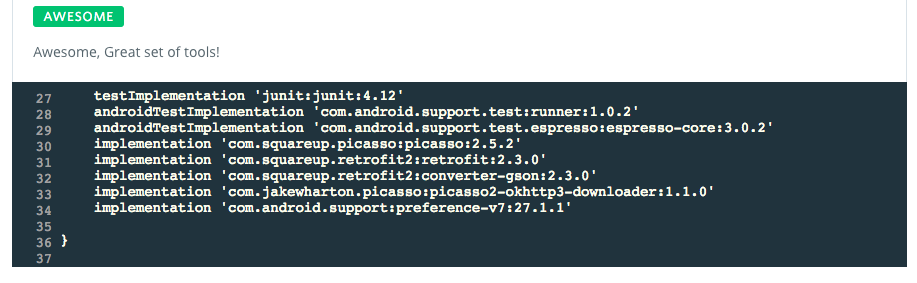 AWESOME
Awesome, Great set of tools!
27 testImplementation 'junit:junit:4.12'
28 androidTestImplementation 'com.android.support.test:runner:1.0.2'
29 androidTestImplementation 'com.android.support.test.espresso:espresso-core:3.0.2'
30 implementation 'com.squareup.picasso:picasso:2.5.2'
31 implementation 'com.squareup.retrofit2:retrofit:2.3.0'
32 implementation 'com.squareup.retrofit2:converter-gson:2.3.0'
33 implementation 'com.jakewharton.picasso:picasso2-okhttp3-downloader:1.1.0'
34 implementation 'com.android.support:preference-v7:27.1.1'
35
36 }
37